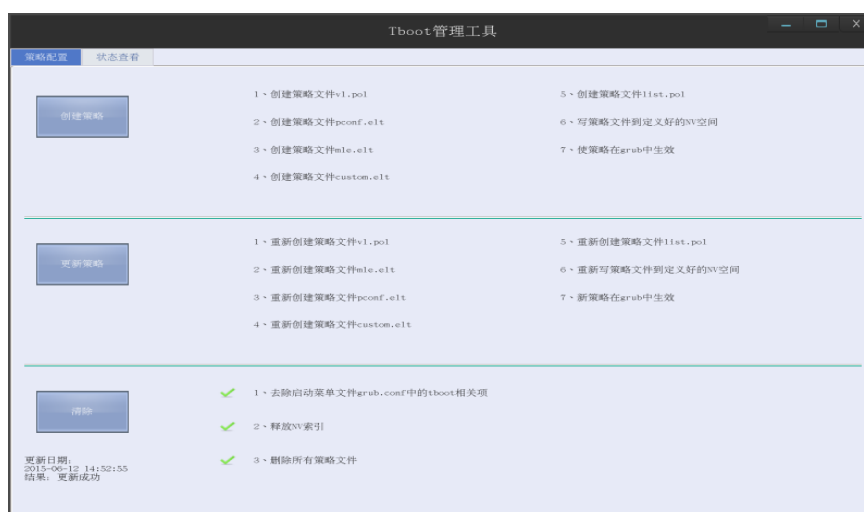 Tboot管理工具
策略配置 状态查看
创建策略
1、创建策略文件v1.pol
2、创建策略文件pconf.elt
3、创建策略文件mle.elt
4、创建策略文件custom.elt
5、创建策略文件list.pol
6、写策略文件到定义好的NV空间
7、使策略在grub中生效
更新策略
1、重新创建策略文件v1.pol
2、重新创建策略文件mle.elt
3、重新创建策略文件pconf.elt
4、重新创建策略文件custom.elt
5、重新创建策略文件list.pol
6、重新写策略文件到定义好的NV空间
7、新策略在grub中生效
清除
1、去除启动菜单文件grub.conf中的tboot相关项
2、释放NV索引
3、删除所有策略文件
更新日期:
2015-06-12 14:52:55
结果: 更新成功